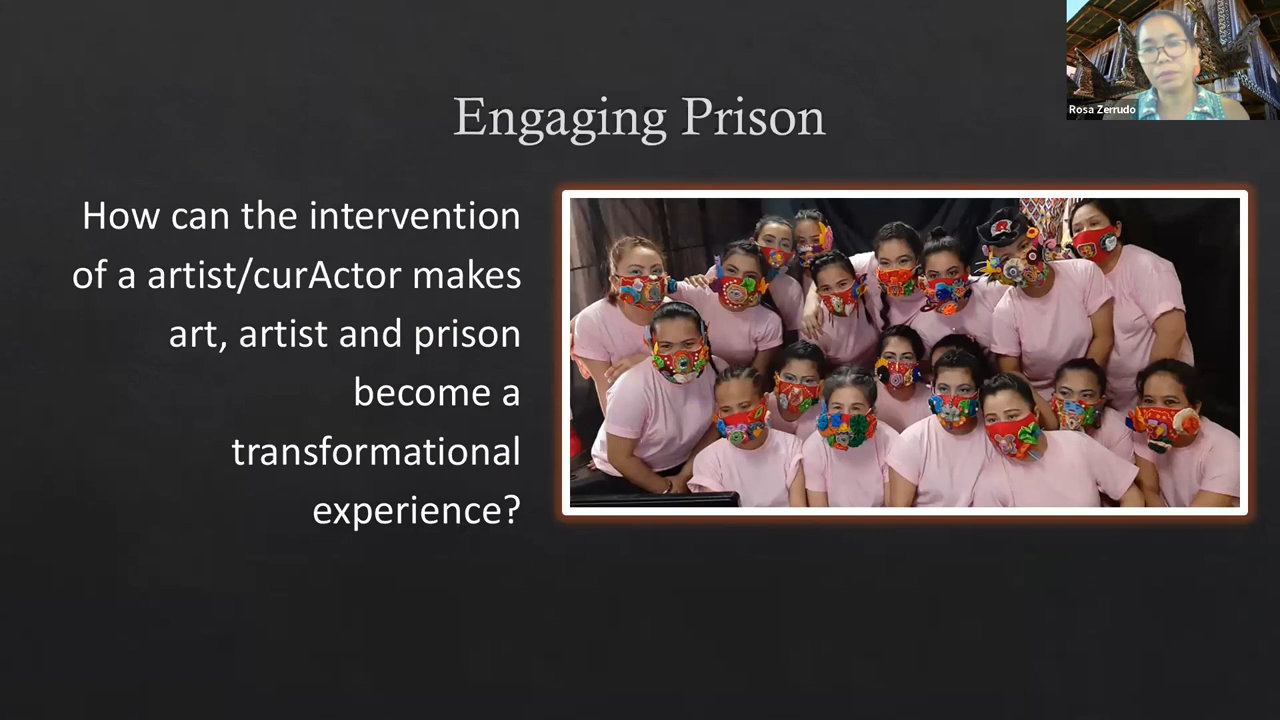 Rosa Zerrudo
Engaging Prison
How can the intervention
of a artist/curActor makes
art, artist and prison
become a
transformational
experience?